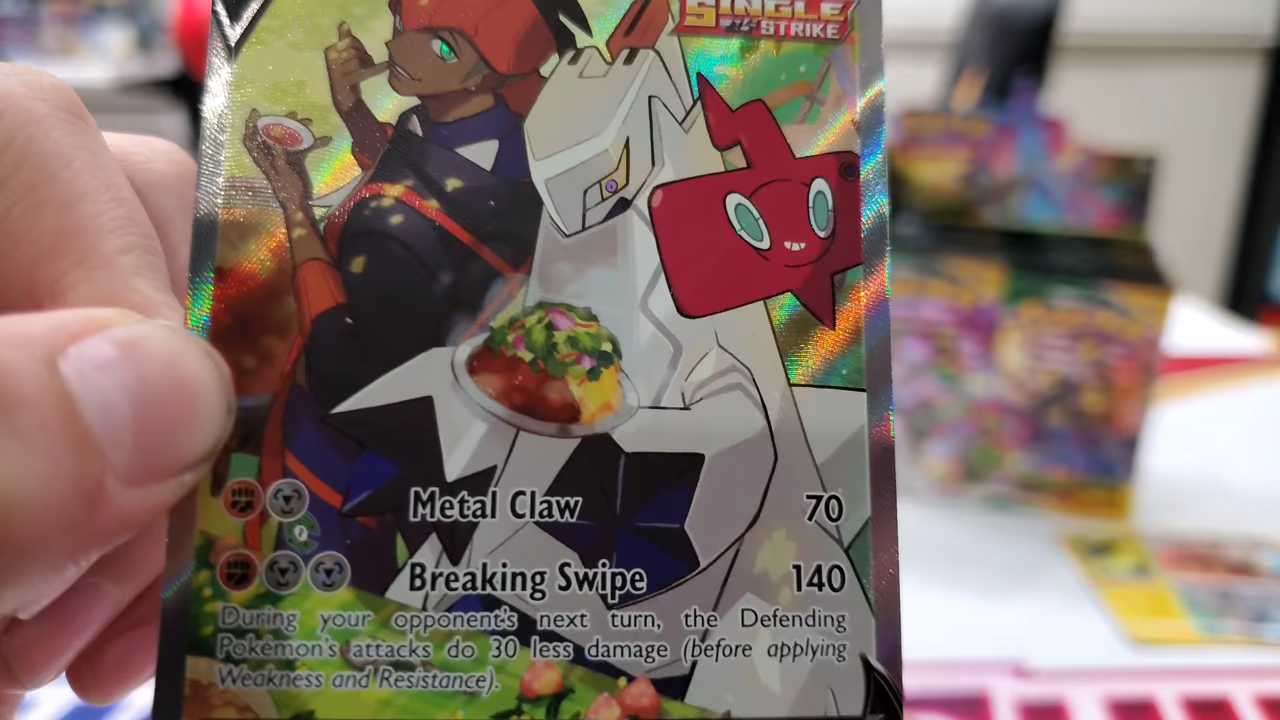 SINGLE
STRIKE
Metal Claw 70
Breaking Swipe 140
During your opponent's next turn, the Defending
Pokémon's attacks do 30 less damage (before applying
Weakness and Resistance).